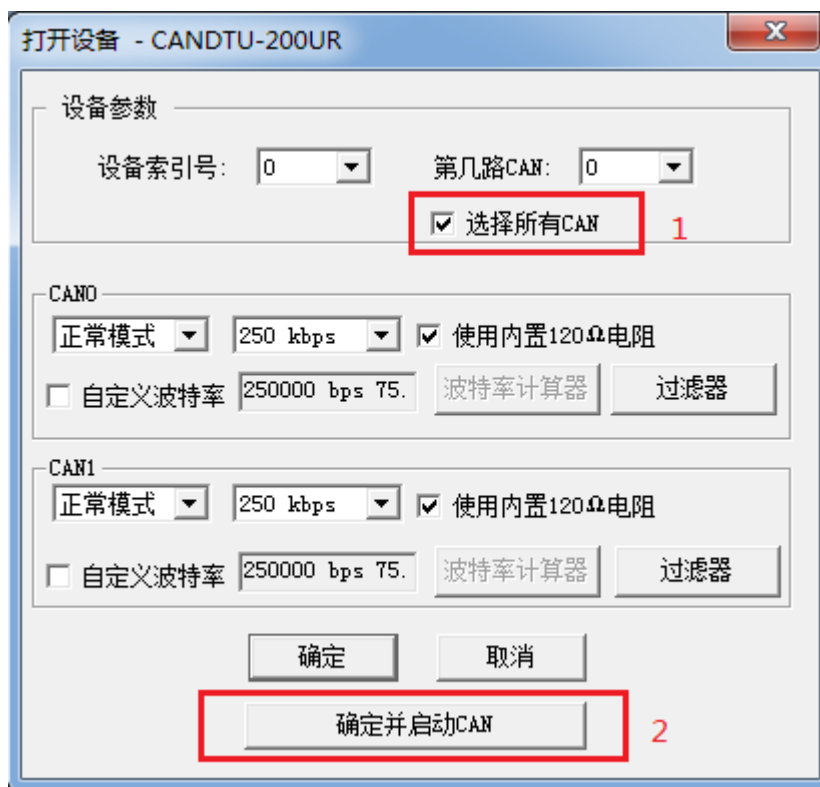 打开设备 - CANDTU-200UR
设备参数
设备索引号: 0 第几路CAN: 0
选择所有CAN 1
CAN0
正常模式 250 kbps 使用内置120Ω电阻
自定义波特率 250000 bps 75. 波特率计算器 过滤器
CAN1
正常模式 250 kbps 使用内置120Ω电阻
自定义波特率 250000 bps 75. 波特率计算器 过滤器
确定 取消
确定并启动CAN 2